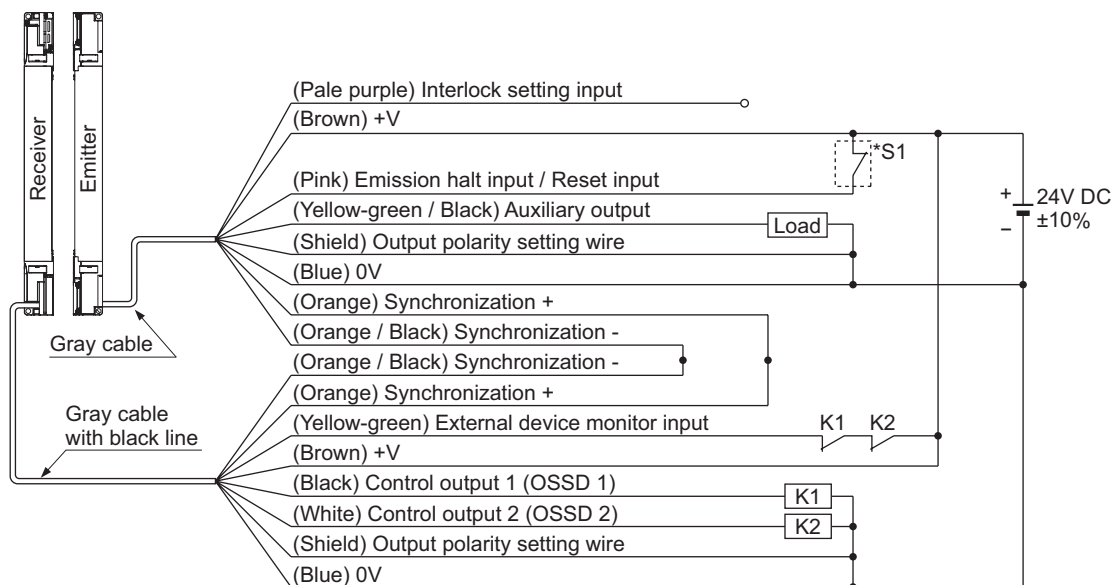 Receiver
Emitter
(Pale purple) Interlock setting input
(Brown) +V
*S1
(Pink) Emission halt input / Reset input
+
24V DC
±10%
−
(Yellow-green / Black) Auxiliary output
Load
(Shield) Output polarity setting wire
(Blue) 0V
(Orange) Synchronization +
(Orange / Black) Synchronization -
Gray cable
(Orange / Black) Synchronization -
(Orange) Synchronization +
Gray cable
with black line
(Yellow-green) External device monitor input
K1
K2
(Brown) +V
(Black) Control output 1 (OSSD 1)
K1
(White) Control output 2 (OSSD 2)
K2
(Shield) Output polarity setting wire
(Blue) 0V